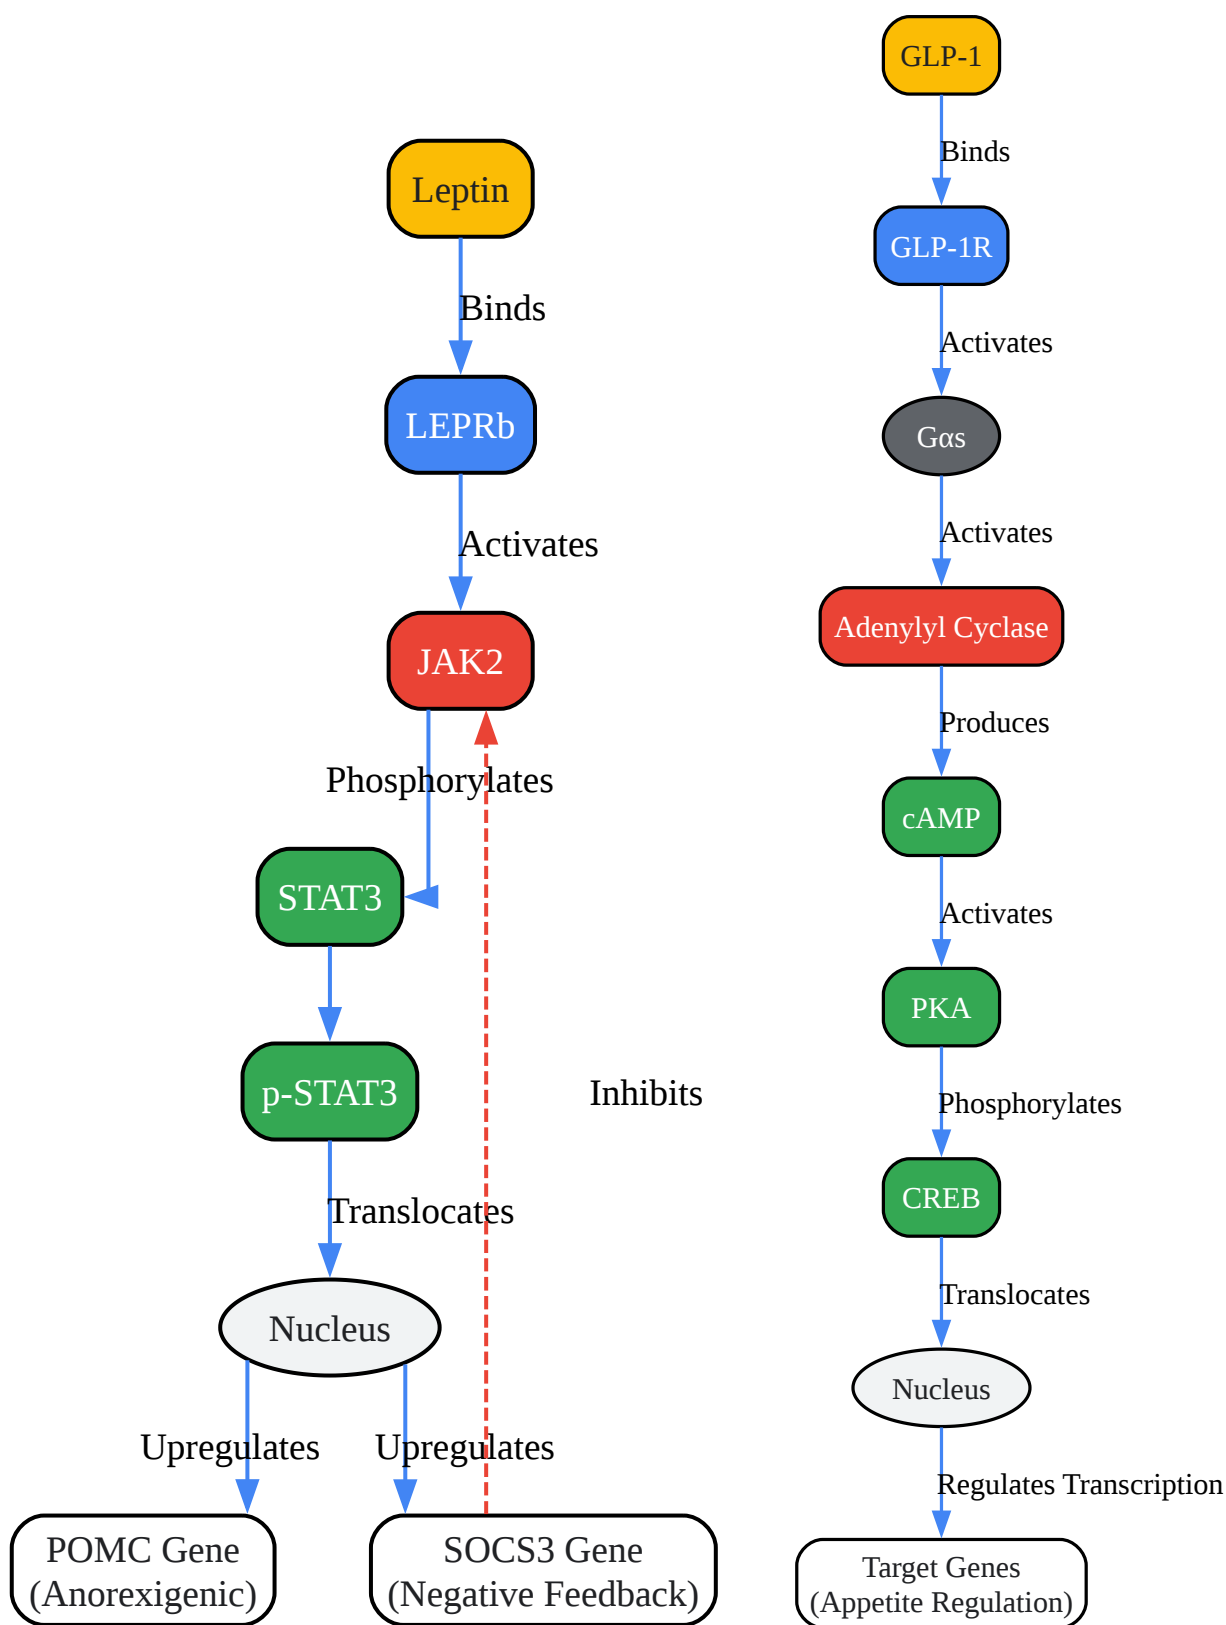 Leptin
Binds
LEPRb
Activates
JAK2
Phosphorylates
STAT3
p-STAT3
Inhibits
Translocates
Nucleus
Upregulates
Upregulates
POMC Gene
(Anorexigenic)
SOCS3 Gene
(Negative Feedback)
GLP-1
Binds
GLP-1R
Activates
Gαs
Activates
Adenylyl Cyclase
Produces
cAMP
Activates
PKA
Phosphorylates
CREB
Translocates
Nucleus
Regulates Transcription
Target Genes
(Appetite Regulation)